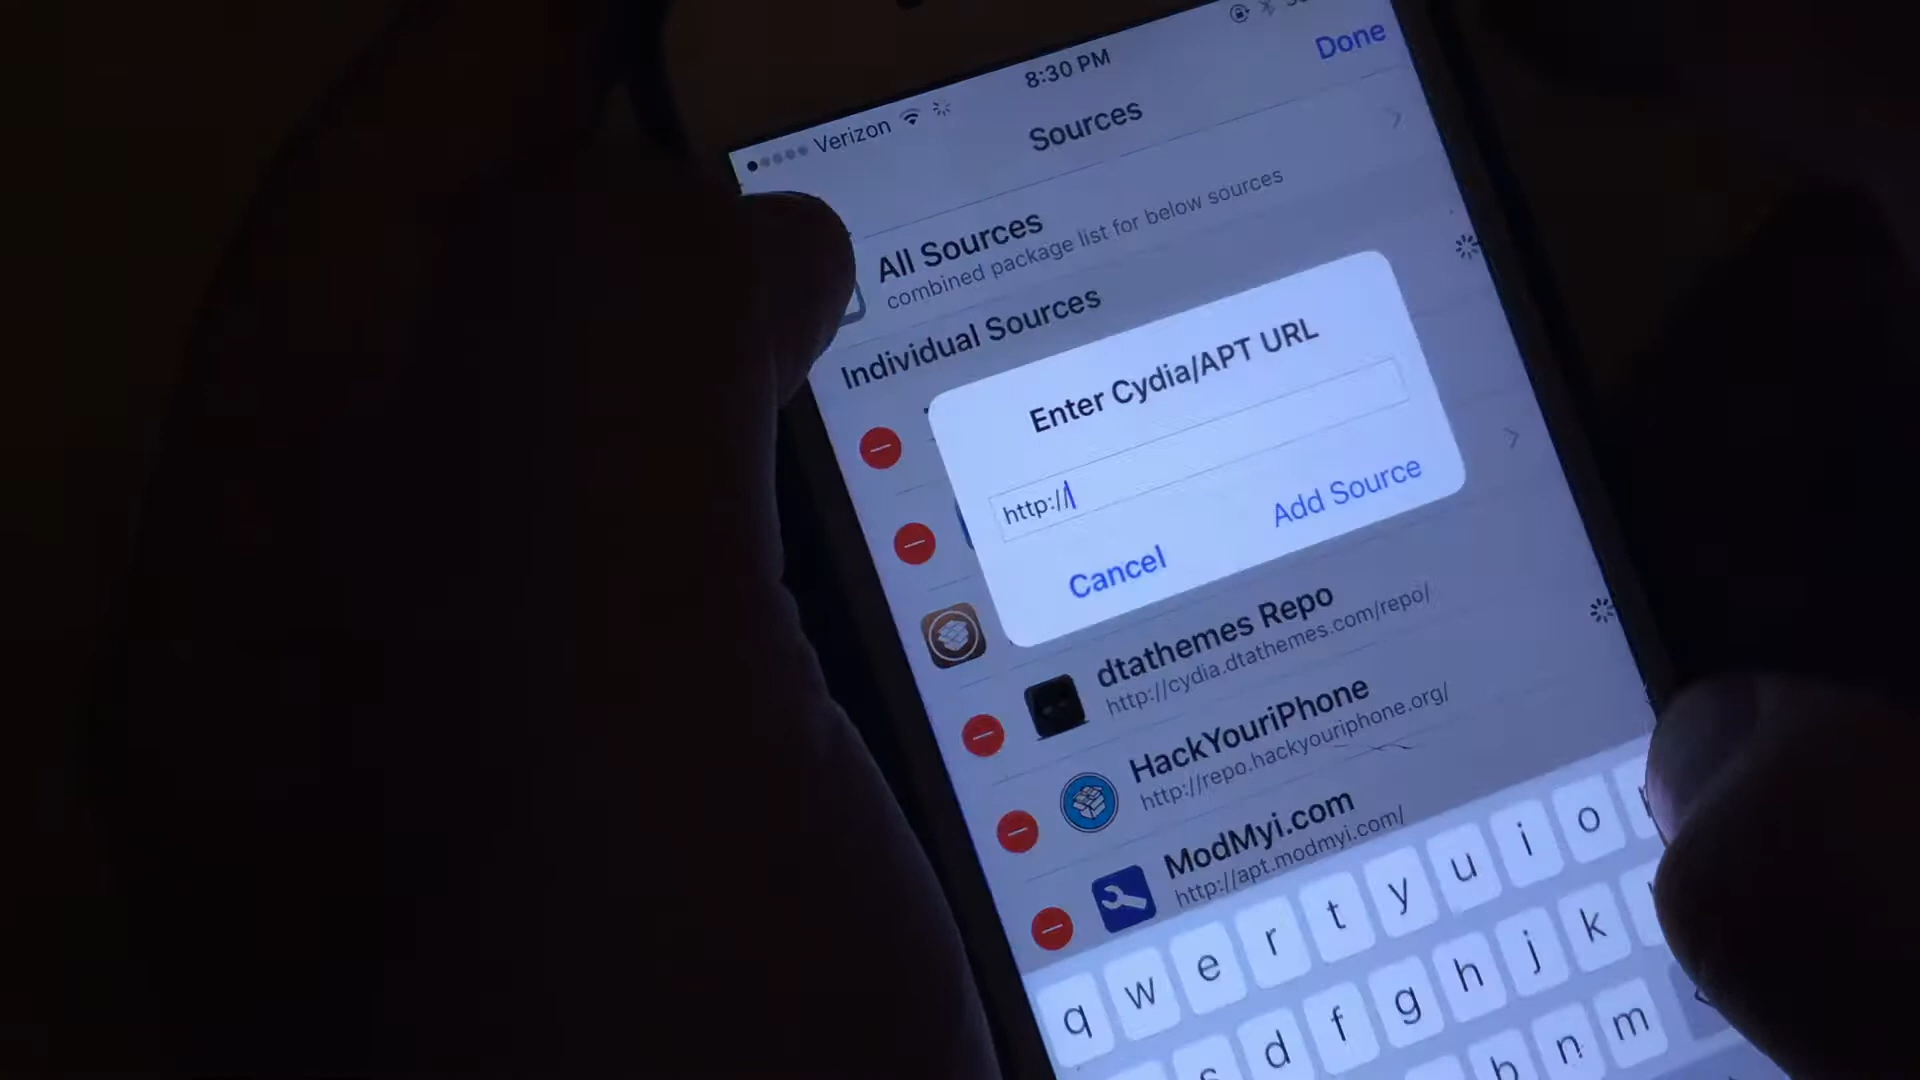 Verizon
8:30 PM
Sources
Done
All Sources
combined package list for below sources
Individual Sources
Enter Cydia/APT URL
http://
Cancel
Add Source
dtathemes Repo
http://cydia.dtathemes.com/repo/
HackYouriPhone
http://repo.hackyouriphone.org/
ModMyi.com
http://apt.modmyi.com/
q w e r t y u i o
s d f g h j k
b n m